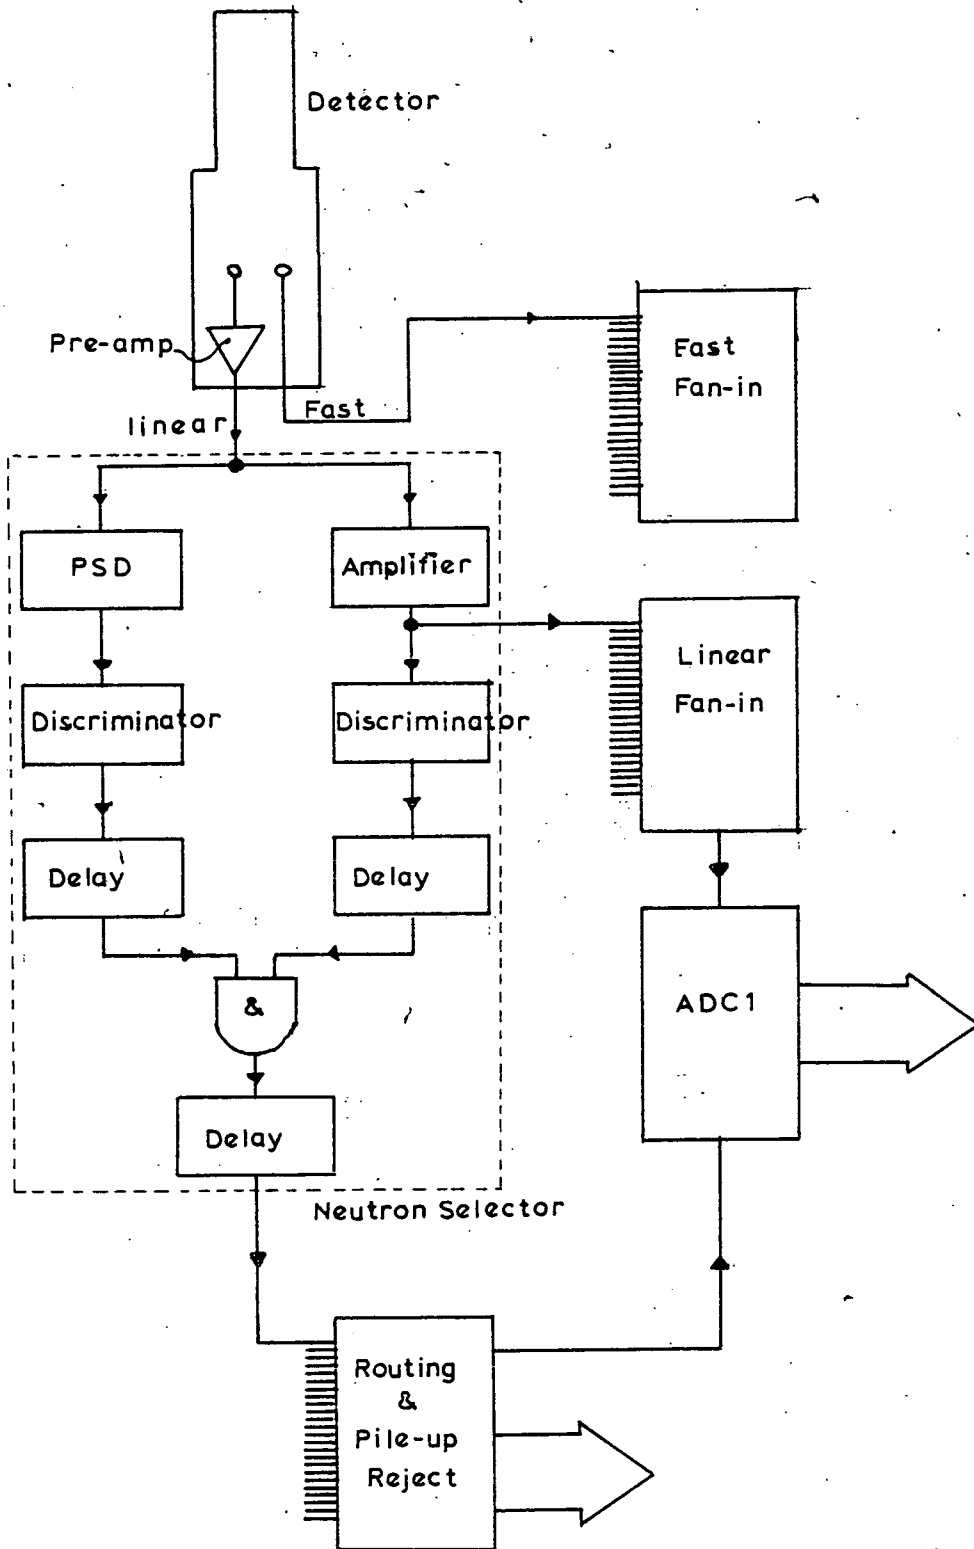 Detector
Pre-amp
Fast
Fan-in
Fast
linear
PSD
Amplifier
Linear
Fan-in
Discriminator
Discriminator
Delay
Delay
&
ADC1
Delay
Neutron Selector
Routing
&
Pile-up
Reject